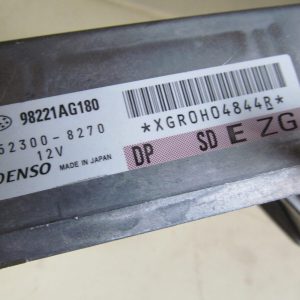 98221AG180
52300-8270
12V
DENSO MADE IN JAPAN
*XGR0H04844R*
DP SD E ZG